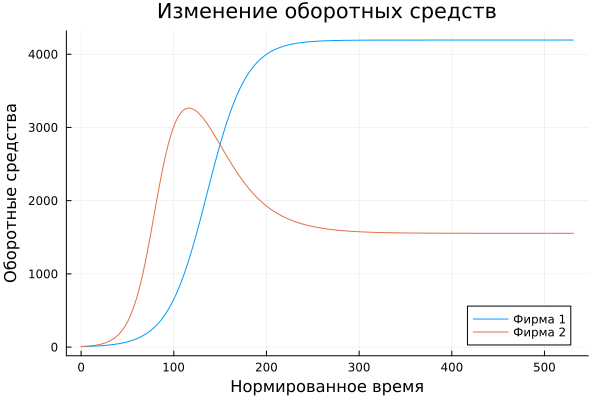 Изменение оборотных средств
Оборотные средства
4000
3000
2000
1000
0
0 100 200 300 400 500
Нормированное время
Фирма 1
Фирма 2